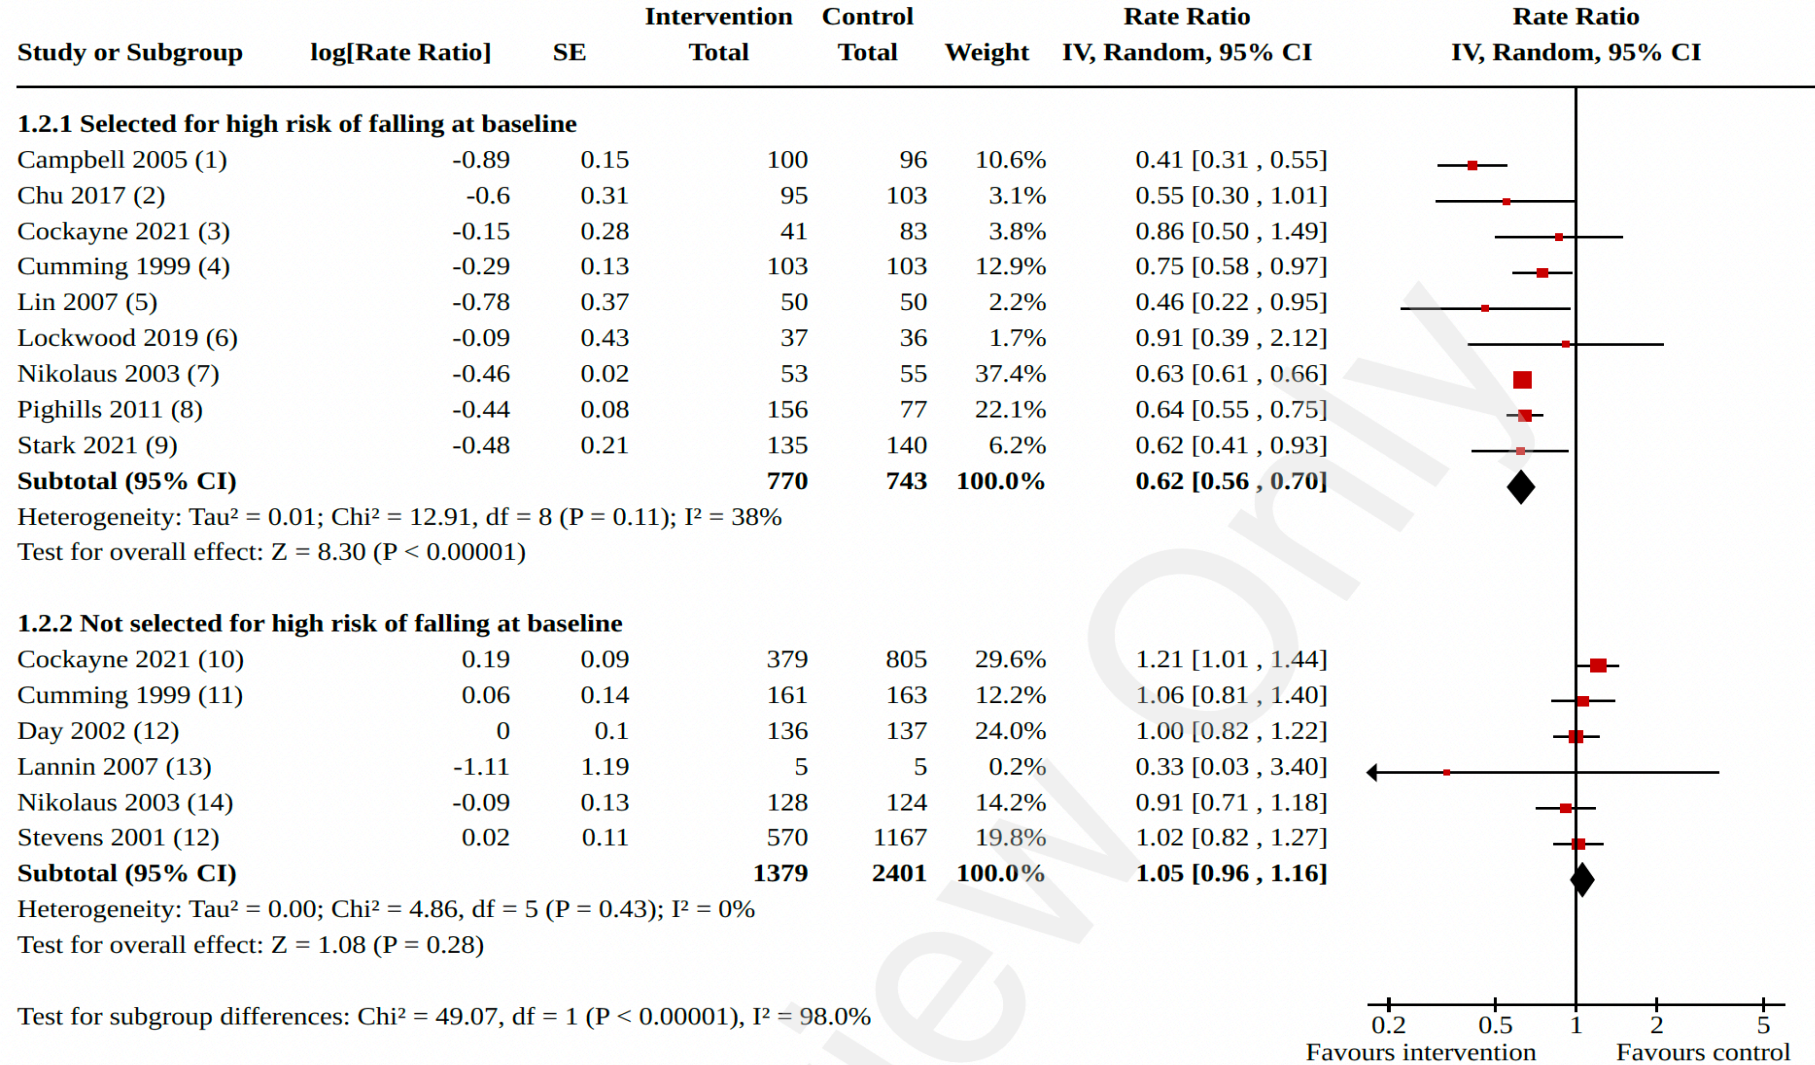 Intervention Control Rate Ratio Rate Ratio
Study or Subgroup log[Rate Ratio] SE Total Total Weight IV, Random, 95% CI IV, Random, 95% CI
1.2.1 Selected for high risk of falling at baseline
Campbell 2005 (1) -0.89 0.15 100 96 10.6% 0.41 [0.31 , 0.55]
Chu 2017 (2) -0.6 0.31 95 103 3.1% 0.55 [0.30 , 1.01]
Cockayne 2021 (3) -0.15 0.28 41 83 3.8% 0.86 [0.50 , 1.49]
Cumming 1999 (4) -0.29 0.13 103 103 12.9% 0.75 [0.58 , 0.97]
Lin 2007 (5) -0.78 0.37 50 50 2.2% 0.46 [0.22 , 0.95]
Lockwood 2019 (6) -0.09 0.43 37 36 1.7% 0.91 [0.39 , 2.12]
Nikolaus 2003 (7) -0.46 0.02 53 55 37.4% 0.63 [0.61 , 0.66]
Pighills 2011 (8) -0.44 0.08 156 77 22.1% 0.64 [0.55 , 0.75]
Stark 2021 (9) -0.48 0.21 135 140 6.2% 0.62 [0.41 , 0.93]
Subtotal (95% CI) 770 743 100.0% 0.62 [0.56 , 0.70]
Heterogeneity: Tau² = 0.01; Chi² = 12.91, df = 8 (P = 0.11); I² = 38%
Test for overall effect: Z = 8.30 (P < 0.00001)
1.2.2 Not selected for high risk of falling at baseline
Cockayne 2021 (10) 0.19 0.09 379 805 29.6% 1.21 [1.01 , 1.44]
Cumming 1999 (11) 0.06 0.14 161 163 12.2% 1.06 [0.81 , 1.40]
Day 2002 (12) 0 0.1 136 137 24.0% 1.00 [0.82 , 1.22]
Lannin 2007 (13) -1.11 1.19 5 5 0.2% 0.33 [0.03 , 3.40]
Nikolaus 2003 (14) -0.09 0.13 128 124 14.2% 0.91 [0.71 , 1.18]
Stevens 2001 (12) 0.02 0.11 570 1167 19.8% 1.02 [0.82 , 1.27]
Subtotal (95% CI) 1379 2401 100.0% 1.05 [0.96 , 1.16]
Heterogeneity: Tau² = 0.00; Chi² = 4.86, df = 5 (P = 0.43); I² = 0%
Test for overall effect: Z = 1.08 (P = 0.28)
Test for subgroup differences: Chi² = 49.07, df = 1 (P < 0.00001), I² = 98.0%
0.2 0.5 1 2 5
Favours intervention Favours control
Only